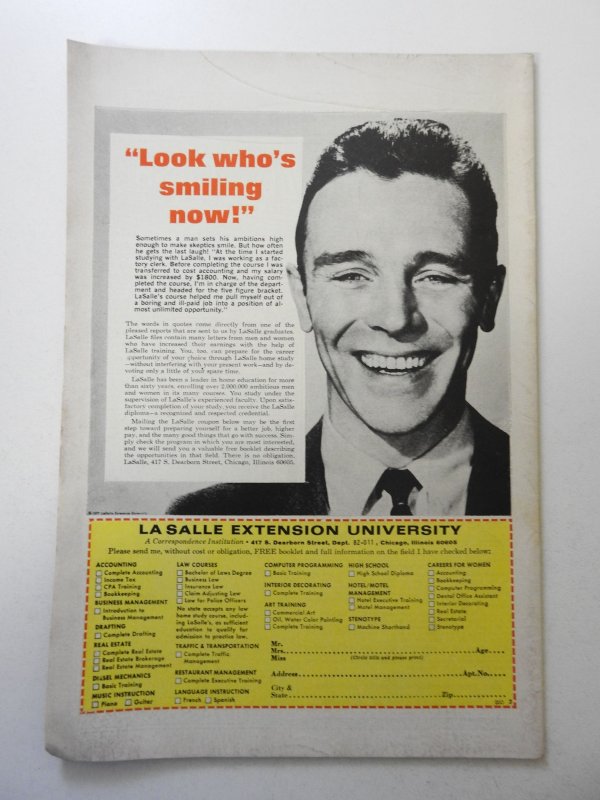 “Look who’s
smiling
now!”
Sometimes a man sets his ambitions high
enough to make skeptics smile. But how often
he gets the last laugh! “At the time I started
studying with LaSalle, I was working as a fac-
tory clerk. Before completing the course I was
transferred to cost accounting and my salary
was increased by $1800. Now, having com-
pleted the course, I’m in charge of the depart-
ment and headed for the five figure bracket.
LaSalle’s course helped me pull myself out of
a boring and ill-paid job into a position of al-
most unlimited opportunity.”
The words in quotes come directly from one of the
pleased reports that are sent to us by LaSalle graduates.
LaSalle files contain many letters from men and women
who have increased their earnings with the help of
LaSalle training. You, too, can prepare for the career
opportunity of your choice through LaSalle home study
—without interfering with your present work—and by de-
voting only a little of your spare time.
LaSalle has been a leader in home education for more
than sixty years, enrolling over 2,000,000 ambitious men
and women in its many courses. You study under the
supervision of LaSalle’s experienced faculty. Upon satis-
factory completion of your study, you receive the LaSalle
diploma—a recognized and respected credential.
Mailing the LaSalle coupon below may be the first
step toward preparing yourself for a better job, higher
pay, and the many good things that go with success. Sim-
ply check the program in which you are most interested,
and we will send you a valuable free booklet describing
the opportunities in that field. There is no obligation.
LaSalle, 417 S. Dearborn Street, Chicago, Illinois 60605.
LaSalle Extension University
LA SALLE EXTENSION UNIVERSITY
A Correspondence Institution • 417 S. Dearborn Street, Dept. 82-011, Chicago, Illinois 60605
Please send me, without cost or obligation, FREE booklet and full information on the field I have checked below:
ACCOUNTING
Complete Accounting
Income Tax
CPA Training
Bookkeeping
BUSINESS MANAGEMENT
Introduction to
Business Management
DRAFTING
Complete Drafting
REAL ESTATE
Complete Real Estate
Real Estate Brokerage
Real Estate Management
DIESEL MECHANICS
Basic Training
MUSIC INSTRUCTION
Piano Guitar
LAW COURSES
Bachelor of Laws Degree
Business Law
Insurance Law
Claim Adjusting Law
Law for Police Officers
No state accepts any law
home study course, includ-
ing LaSalle’s, as sufficient
education to qualify for
admission to practice law.
TRAFFIC & TRANSPORTATION
Complete Traffic
Management
RESTAURANT MANAGEMENT
Complete Executive Training
LANGUAGE INSTRUCTION
French Spanish
COMPUTER PROGRAMMING
Basic Training
INTERIOR DECORATING
Complete Training
ART TRAINING
Commercial Art
Oil, Water Color Painting
Complete Training
HIGH SCHOOL
High School Diploma
HOTEL/MOTEL
MANAGEMENT
Hotel Executive Training
Motel Management
STENOTYPE
Machine Shorthand
CAREERS FOR WOMEN
Accounting
Bookkeeping
Computer Programming
Dental Office Assistant
Interior Decorating
Real Estate
Secretarial
Stenotype
Mr.
Mrs. Age
Miss (Circle title and please print)
Address Apt. No.
City &
State Zip